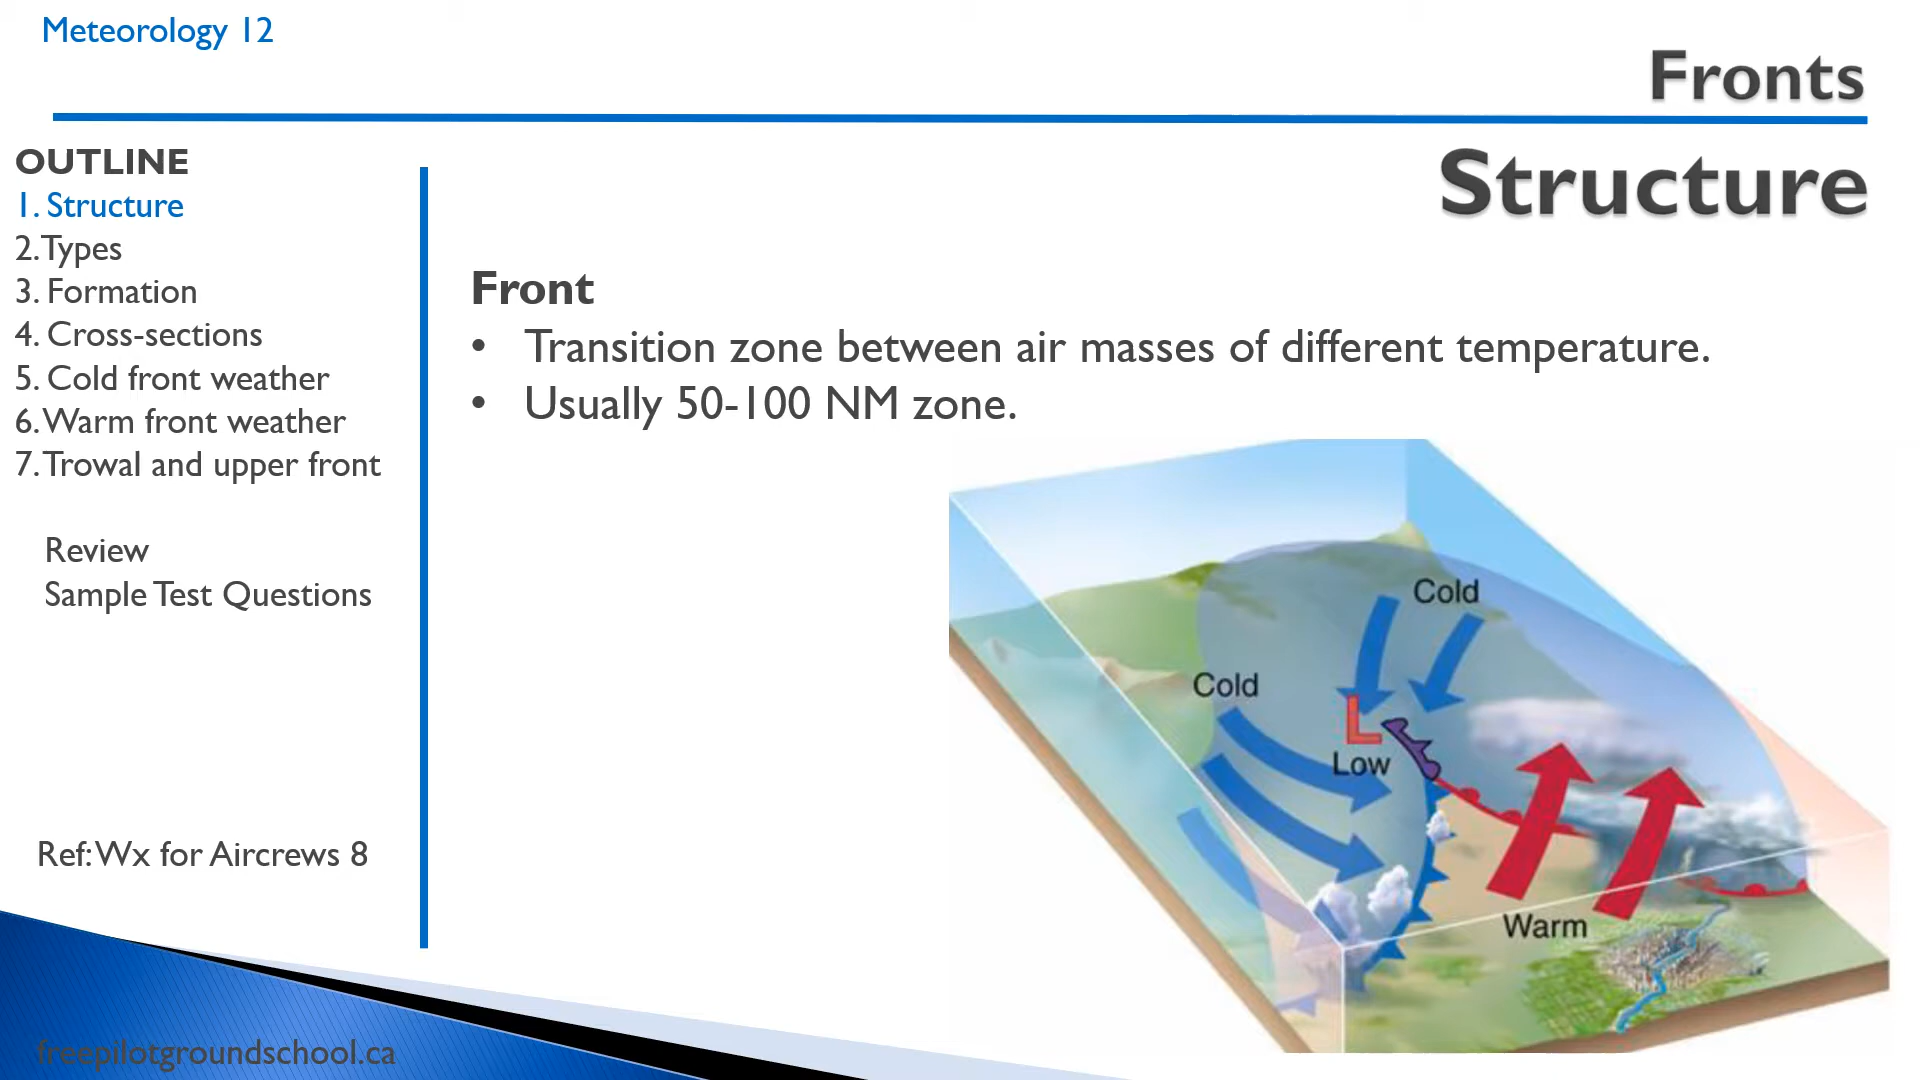 Meteorology 12
Fronts
OUTLINE
1. Structure
2. Types
3. Formation
4. Cross-sections
5. Cold front weather
6. Warm front weather
7. Trowal and upper front
Review
Sample Test Questions
Ref: Wx for Aircrews 8
freepilotgroundschool.ca
Structure
Front
• Transition zone between air masses of different temperature.
• Usually 50-100 NM zone.
Cold
Cold
L
Low
Warm